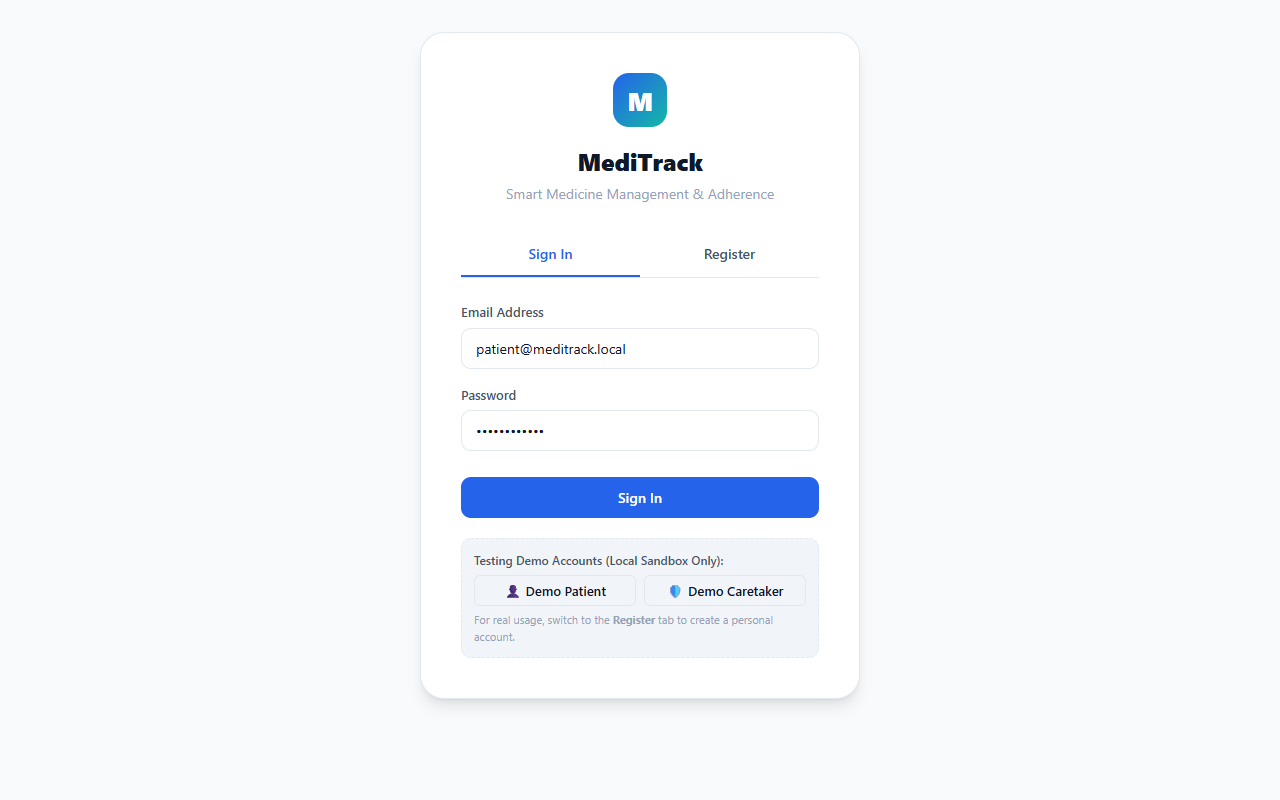 M
MediTrack
Smart Medicine Management & Adherence
Sign In
Register
Email Address
patient@meditrack.local
Password
••••••••••••
Sign In
Testing Demo Accounts (Local Sandbox Only):
👤 Demo Patient
🛡️ Demo Caretaker
For real usage, switch to the Register tab to create a personal
account.